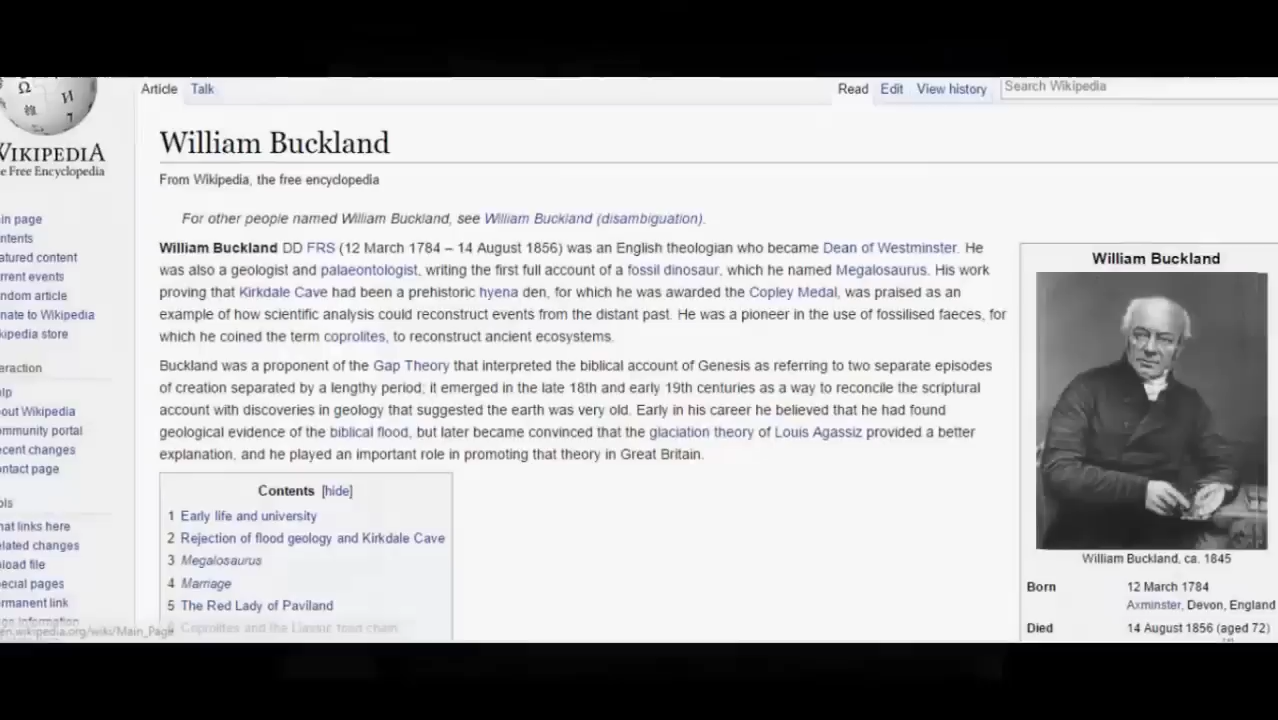 Article Talk Read Edit View history Search Wikipedia
Ω
И
WIKIPEDIA
e Free Encyclopedia
William Buckland
From Wikipedia, the free encyclopedia
For other people named William Buckland, see William Buckland (disambiguation).
William Buckland DD FRS (12 March 1784 – 14 August 1856) was an English theologian who became Dean of Westminster. He
was also a geologist and palaeontologist, writing the first full account of a fossil dinosaur, which he named Megalosaurus. His work
proving that Kirkdale Cave had been a prehistoric hyena den, for which he was awarded the Copley Medal, was praised as an
example of how scientific analysis could reconstruct events from the distant past. He was a pioneer in the use of fossilised faeces, for
which he coined the term coprolites, to reconstruct ancient ecosystems.
Buckland was a proponent of the Gap Theory that interpreted the biblical account of Genesis as referring to two separate episodes
of creation separated by a lengthy period; it emerged in the late 18th and early 19th centuries as a way to reconcile the scriptural
account with discoveries in geology that suggested the earth was very old. Early in his career he believed that he had found
geological evidence of the biblical flood, but later became convinced that the glaciation theory of Louis Agassiz provided a better
explanation, and he played an important role in promoting that theory in Great Britain.
Contents [hide]
1 Early life and university
2 Rejection of flood geology and Kirkdale Cave
3 Megalosaurus
4 Marriage
5 The Red Lady of Paviland
6 Coprolites and the Liassic food chain
William Buckland
William Buckland, ca. 1845
Born 12 March 1784
Axminster, Devon, England
Died 14 August 1856 (aged 72)
in page
ntents
atured content
rrent events
ndom article
nate to Wikipedia
kipedia store
eraction
lp
out Wikipedia
mmunity portal
ecent changes
ntact page
ols
hat links here
elated changes
load file
ecial pages
rmanent link
en.wikipedia.org/wiki/Main_Page